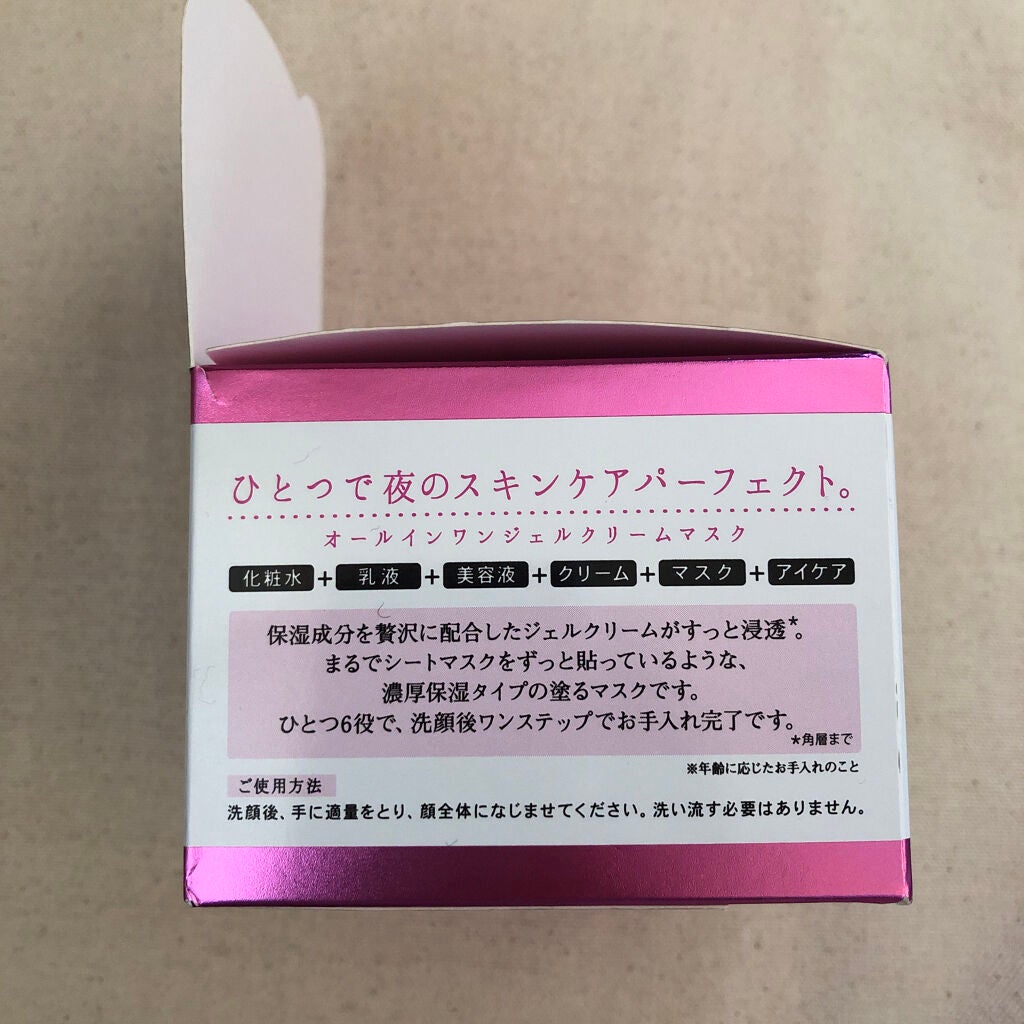 ひとつで夜のスキンケアパーフェクト。
オールインワンジェルクリームマスク
化粧水+乳液+美容液+クリーム+マスク+アイケア
保湿成分を贅沢に配合したジェルクリームがすっと浸透*。
まるでシートマスクをずっと貼っているような、
濃厚保湿タイプの塗るマスクです。
ひとつ6役で、洗顔後ワンステップでお手入れ完了です。
*角層まで
※年齢に応じたお手入れのこと
ご使用方法
洗顔後、手に適量をとり、顔全体になじませてください。洗い流す必要はありません。